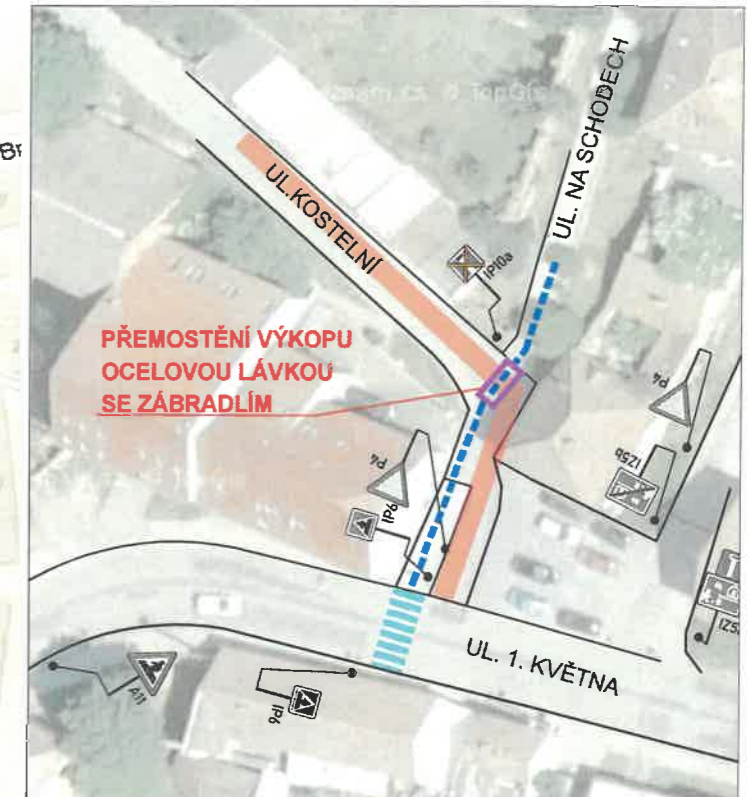 Br
UL. NA SCHODECH
UL.KOSTELNÍ
IP10a
PŘEMOSTĚNÍ VÝKOPU
OCELOVOU LÁVKOU
SE ZÁBRADLÍM
P4
IZ5b
P4
IP6
UL. 1. KVĚTNA
A11
IP6